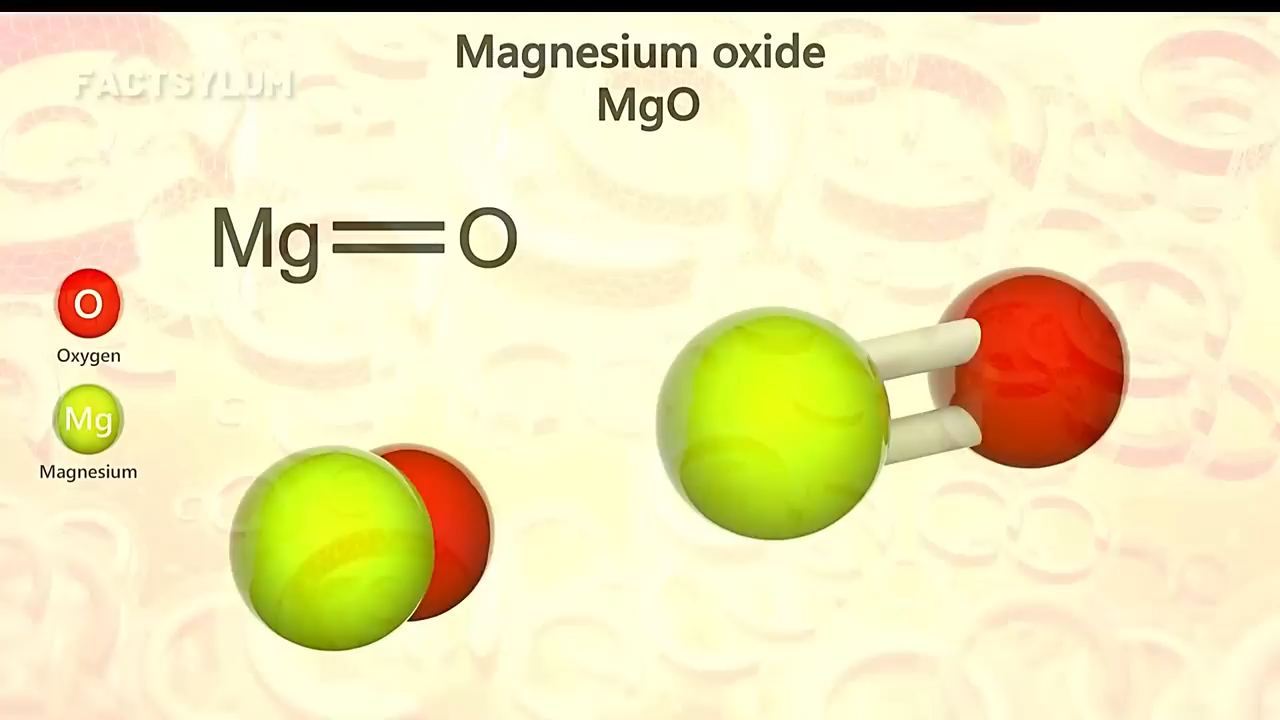 Magnesium oxide
MgO
FACTSYLUM
Mg=O
O
Oxygen
Mg
Magnesium